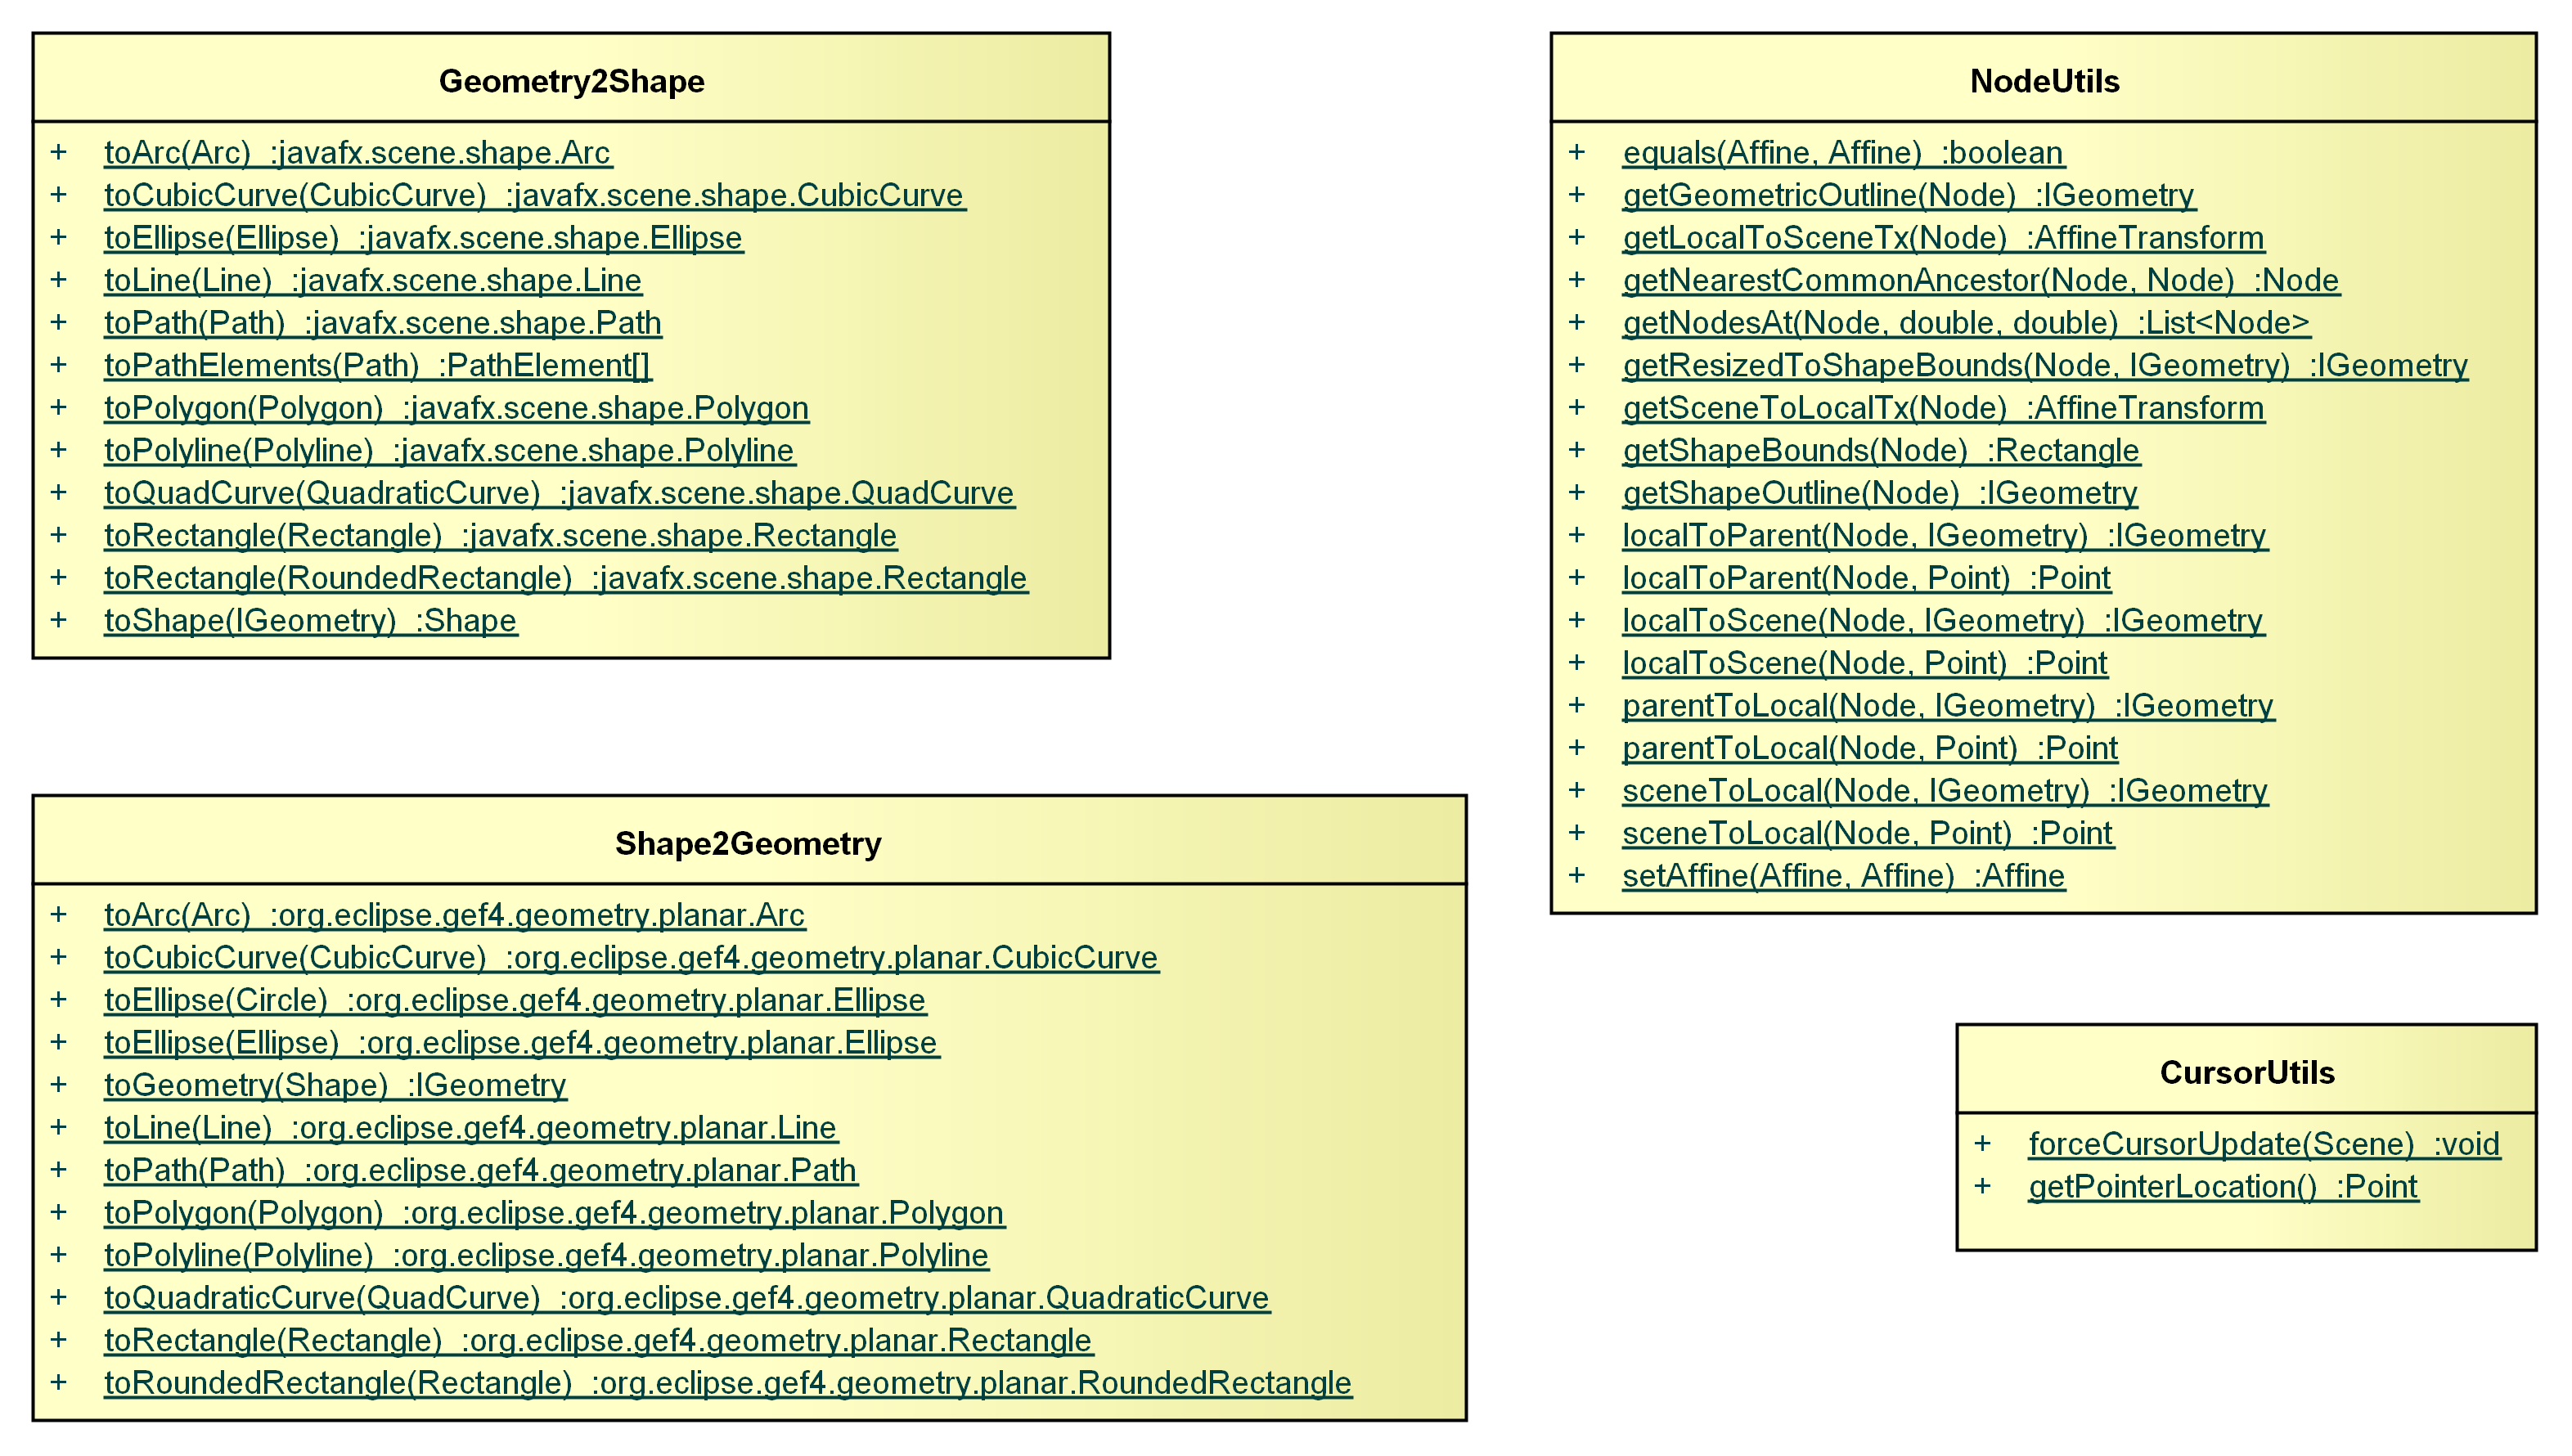 Geometry2Shape
+ toArc(Arc) :javafx.scene.shape.Arc
+ toCubicCurve(CubicCurve) :javafx.scene.shape.CubicCurve
+ toEllipse(Ellipse) :javafx.scene.shape.Ellipse
+ toLine(Line) :javafx.scene.shape.Line
+ toPath(Path) :javafx.scene.shape.Path
+ toPathElements(Path) :PathElement[]
+ toPolygon(Polygon) :javafx.scene.shape.Polygon
+ toPolyline(Polyline) :javafx.scene.shape.Polyline
+ toQuadCurve(QuadraticCurve) :javafx.scene.shape.QuadCurve
+ toRectangle(Rectangle) :javafx.scene.shape.Rectangle
+ toRectangle(RoundedRectangle) :javafx.scene.shape.Rectangle
+ toShape(IGeometry) :Shape
NodeUtils
+ equals(Affine, Affine) :boolean
+ getGeometricOutline(Node) :IGeometry
+ getLocalToSceneTx(Node) :AffineTransform
+ getNearestCommonAncestor(Node, Node) :Node
+ getNodesAt(Node, double, double) :List<Node>
+ getResizedToShapeBounds(Node, IGeometry) :IGeometry
+ getSceneToLocalTx(Node) :AffineTransform
+ getShapeBounds(Node) :Rectangle
+ getShapeOutline(Node) :IGeometry
+ localToParent(Node, IGeometry) :IGeometry
+ localToParent(Node, Point) :Point
+ localToScene(Node, IGeometry) :IGeometry
+ localToScene(Node, Point) :Point
+ parentToLocal(Node, IGeometry) :IGeometry
+ parentToLocal(Node, Point) :Point
+ sceneToLocal(Node, IGeometry) :IGeometry
+ sceneToLocal(Node, Point) :Point
+ setAffine(Affine, Affine) :Affine
Shape2Geometry
+ toArc(Arc) :org.eclipse.gef4.geometry.planar.Arc
+ toCubicCurve(CubicCurve) :org.eclipse.gef4.geometry.planar.CubicCurve
+ toEllipse(Circle) :org.eclipse.gef4.geometry.planar.Ellipse
+ toEllipse(Ellipse) :org.eclipse.gef4.geometry.planar.Ellipse
+ toGeometry(Shape) :IGeometry
+ toLine(Line) :org.eclipse.gef4.geometry.planar.Line
+ toPath(Path) :org.eclipse.gef4.geometry.planar.Path
+ toPolygon(Polygon) :org.eclipse.gef4.geometry.planar.Polygon
+ toPolyline(Polyline) :org.eclipse.gef4.geometry.planar.Polyline
+ toQuadraticCurve(QuadCurve) :org.eclipse.gef4.geometry.planar.QuadraticCurve
+ toRectangle(Rectangle) :org.eclipse.gef4.geometry.planar.Rectangle
+ toRoundedRectangle(Rectangle) :org.eclipse.gef4.geometry.planar.RoundedRectangle
CursorUtils
+ forceCursorUpdate(Scene) :void
+ getPointerLocation() :Point